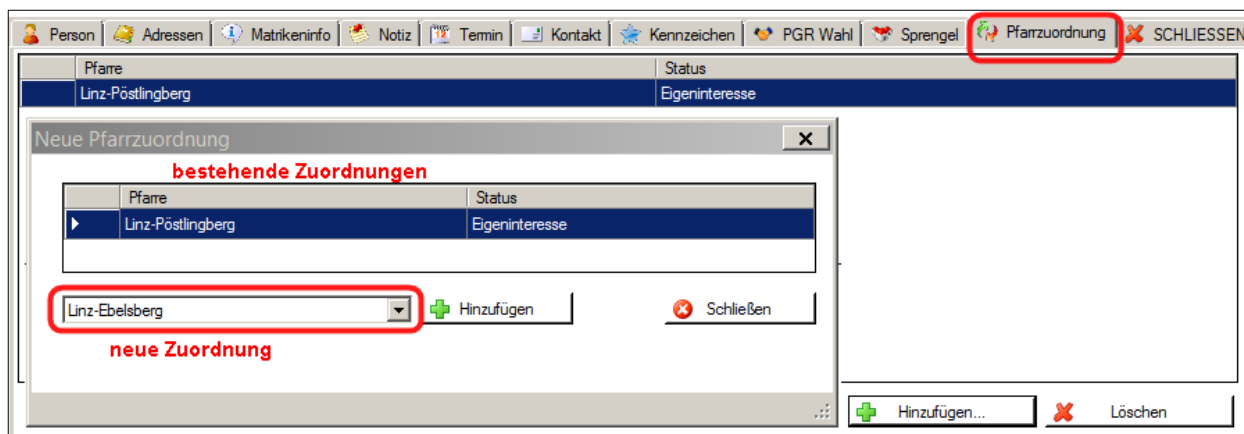 Person Adressen Matrikeninfo Notiz Termin Kontakt Kennzeichen PGR Wahl Sprengel Pfarrzuordnung SCHLIESSEN
Pfarre Status
Linz-Pöstlingberg Eigeninteresse
Neue Pfarrzuordnung
bestehende Zuordnungen
Pfarre Status
Linz-Pöstlingberg Eigeninteresse
Linz-Ebelsberg Hinzufügen Schließen
neue Zuordnung
Hinzufügen... Löschen